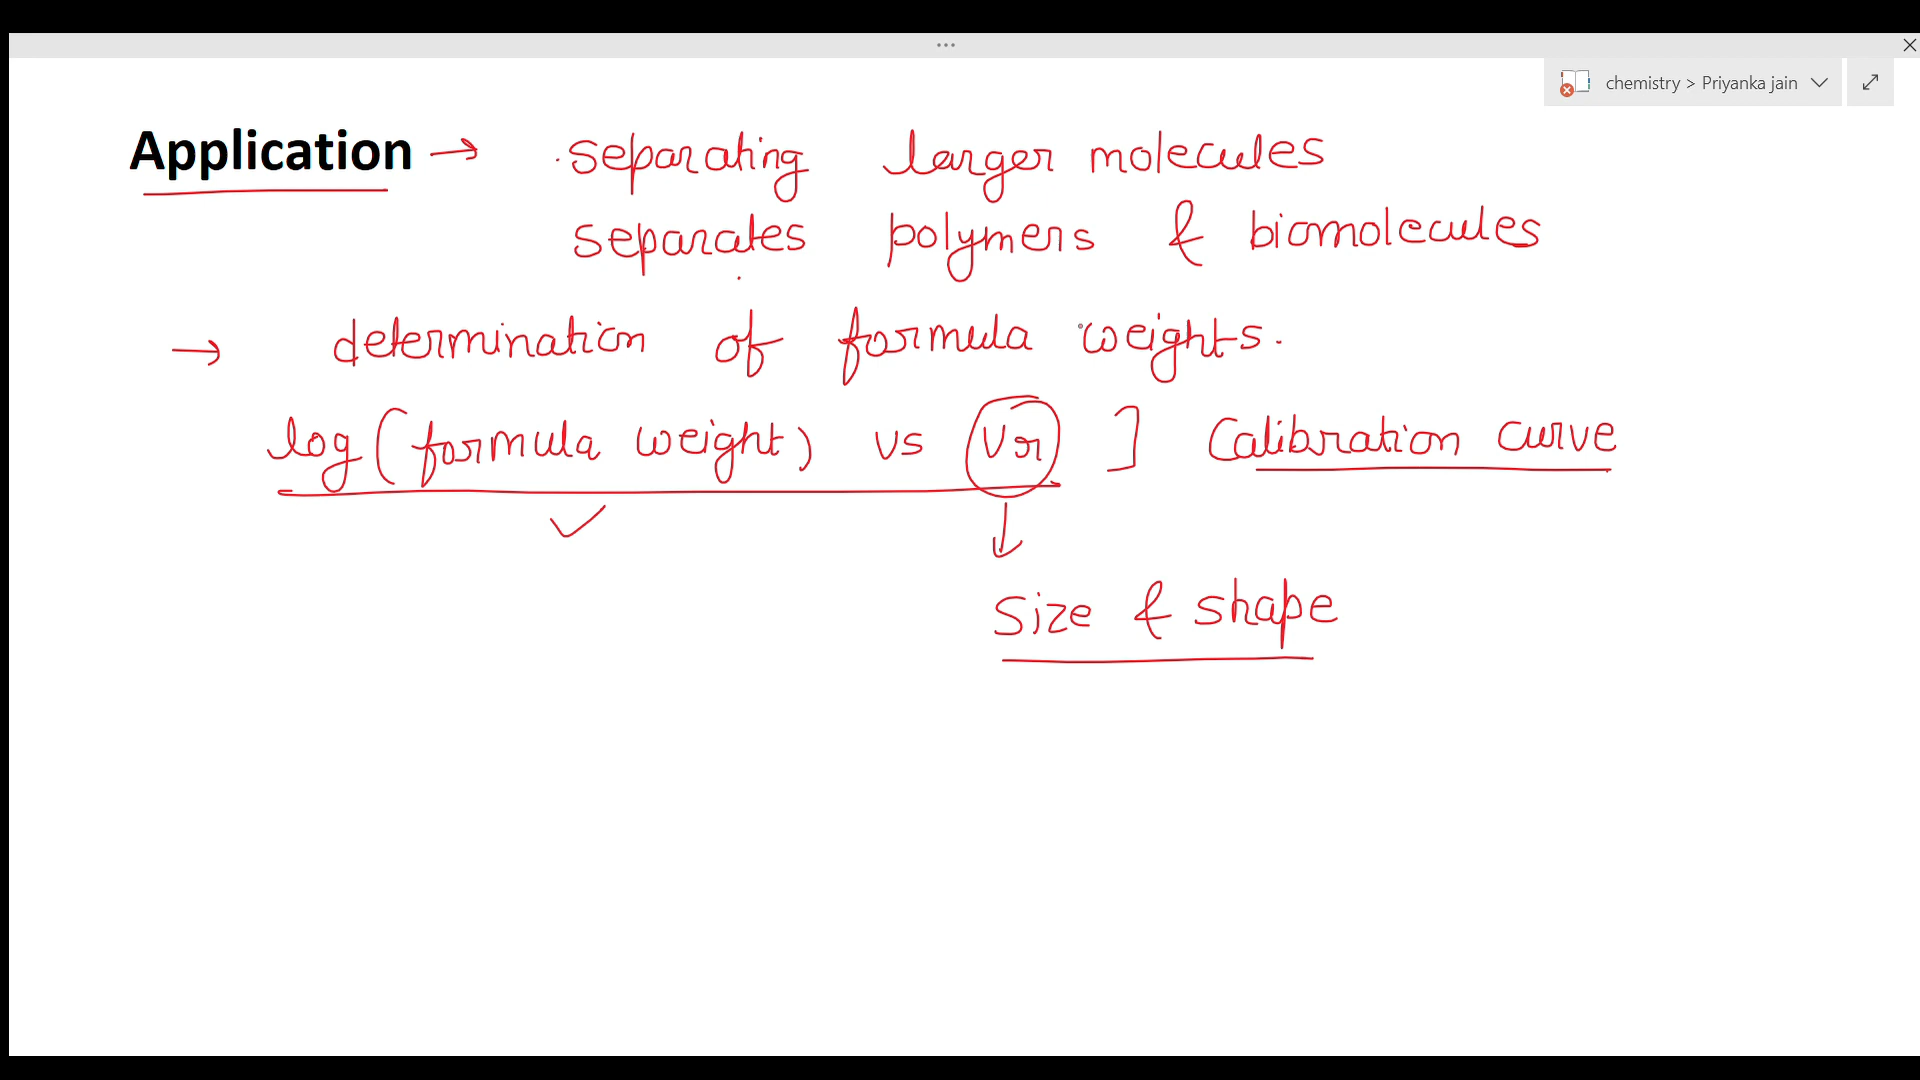 chemistry > Priyanka jain
Application → separating larger molecules
separates polymers & biomolecules
→ determination of formula weights.
log (formula weight) vs Vr ] Calibration curve
Size & shape